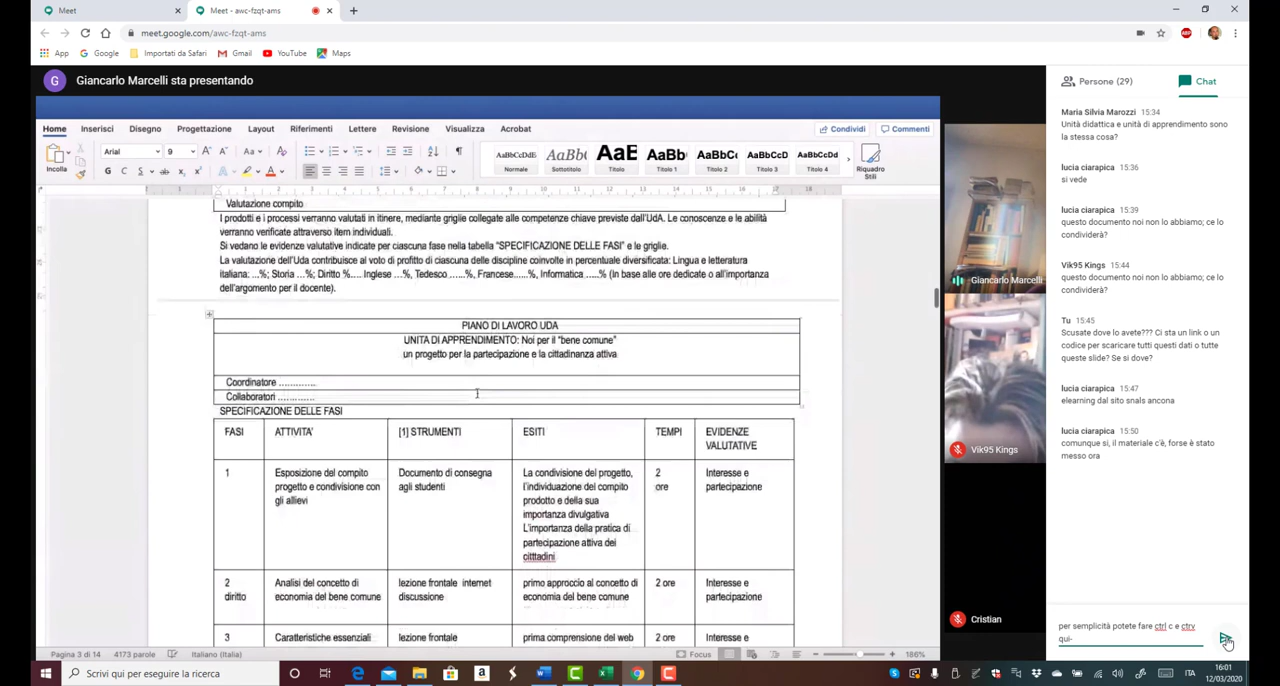 Meet
Meet - awc-fzqt-ams
meet.google.com/awc-fzqt-ams
App
Google
Importati da Safari
Gmail
YouTube
Maps
G
Giancarlo Marcelli sta presentando
Home
Inserisci
Disegno
Progettazione
Layout
Riferimenti
Lettere
Revisione
Visualizza
Acrobat
Condividi
Commenti
Incolla
Arial
9
AaBbCcDdE
Normale
AaBbC
Sottotitolo
AaB
Titolo
AaBb
Titolo 1
AaBbCc
Titolo 2
AaBbCcD
Titolo 3
AaBbCcDd
Titolo 4
Riquadro
Stili
Valutazione compito
I prodotti e i processi verranno valutati in itinere, mediante griglie collegate alle competenze chiave previste dall'UdA. Le conoscenze e le abilità
verranno verificate attraverso item individuali.
Si vedano le evidenze valutative indicate per ciascuna fase nella tabella "SPECIFICAZIONE DELLE FASI" e le griglie.
La valutazione dell'Uda contribuisce al voto di profitto di ciascuna delle discipline coinvolte in percentuale diversificata: Lingua e letteratura
italiana: ...%; Storia ...%; Diritto %.... Inglese ...%, Tedesco ......%, Francese......%, Informatica .....% (In base alle ore dedicate o all'importanza
dell'argomento per il docente).
PIANO DI LAVORO UDA
UNITA DI APPRENDIMENTO: Noi per il "bene comune"
un progetto per la partecipazione e la cittadinanza attiva
Coordinatore .............
Collaboratori ............
SPECIFICAZIONE DELLE FASI
FASI
ATTIVITA'
[1] STRUMENTI
ESITI
TEMPI
EVIDENZE
VALUTATIVE
1
Esposizione del compito
progetto e condivisione con
gli allievi
Documento di consegna
agli studenti
La condivisione del progetto,
l'individuazione del compito
prodotto e della sua
importanza divulgativa
L'importanza della pratica di
partecipazione attiva dei
citttadini
2
ore
Interesse e
partecipazione
2
diritto
Analisi del concetto di
economia del bene comune
lezione frontale internet
discussione
primo approccio al concetto di
economia del bene comune
2 ore
Interesse e
partecipazione
3
Caratteristiche essenziali
lezione frontale
prima comprensione del web
2 ore
Interesse e
Pagina 3 di 14
4173 parole
Italiano (Italia)
Focus
186%
Giancarlo Marcelli
Vik95 Kings
Cristian
Persone (29)
Chat
Maria Silvia Marozzi 15:34
Unità didattica e unità di apprendimento sono
la stessa cosa?
lucia ciarapica 15:36
si vede
lucia ciarapica 15:39
questo documento noi non lo abbiamo; ce lo
condividerà?
Vik95 Kings 15:44
questo documento noi non lo abbiamo; ce lo
condividerà?
Tu 15:45
Scusate dove lo avete??? Ci sta un link o un
codice per scaricare tutti questi dati o tutte
queste slide? Se si dove?
lucia ciarapica 15:47
elearning dal sito snals ancona
lucia ciarapica 15:50
comunque si, il materiale c'è, forse è stato
messo ora
per semplicità potete fare ctrl c e ctrv
qui-
Scrivi qui per eseguire la ricerca
ITA
16:01
12/03/2020